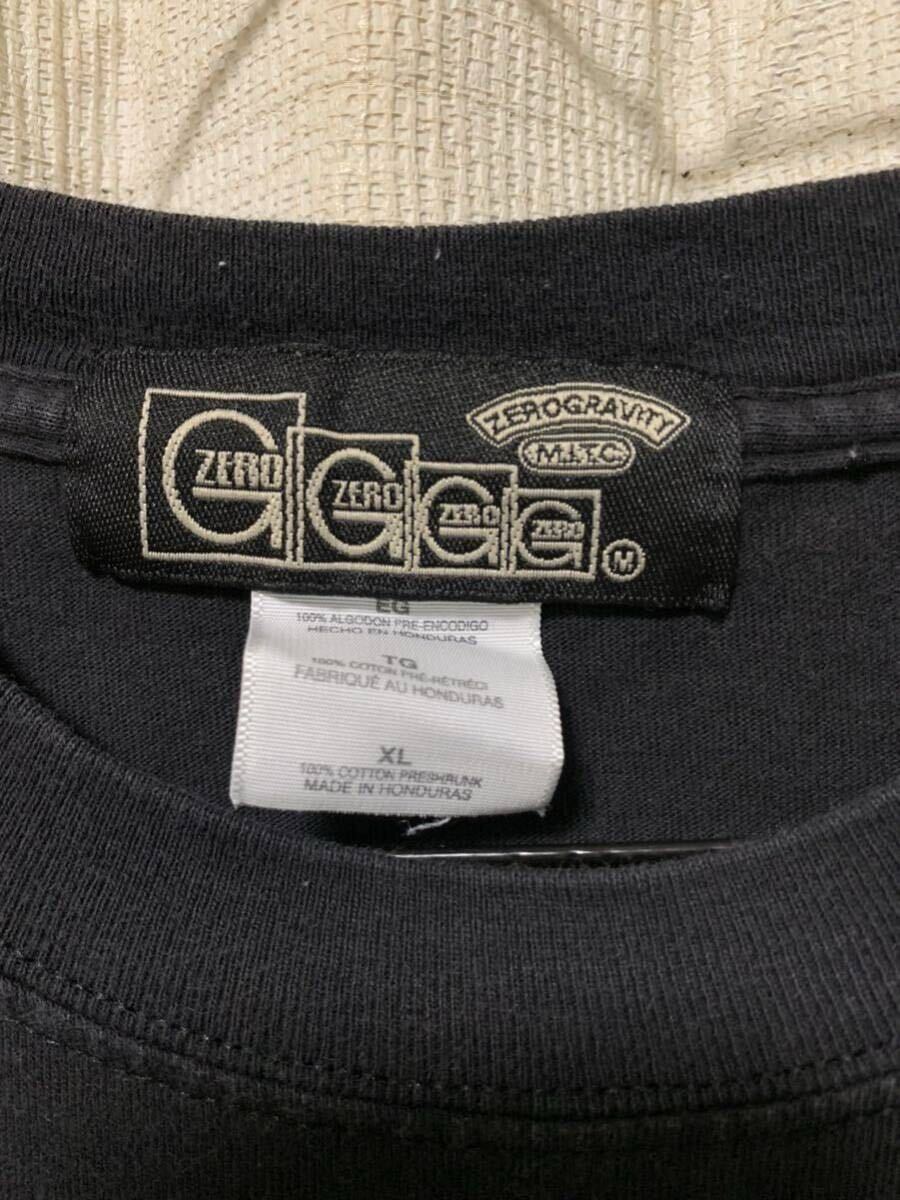 ZEROGRAVITY
M.I.T.C
G ZERO
G ZERO
G ZERO
G ZERO
M
EG
100% ALGODON PRE-ENCODIGO
HECHO EN HONDURAS
TG
100% COTON PRÉ-RÉTRÉCI
FABRIQUÉ AU HONDURAS
XL
100% COTTON PRESHRUNK
MADE IN HONDURAS